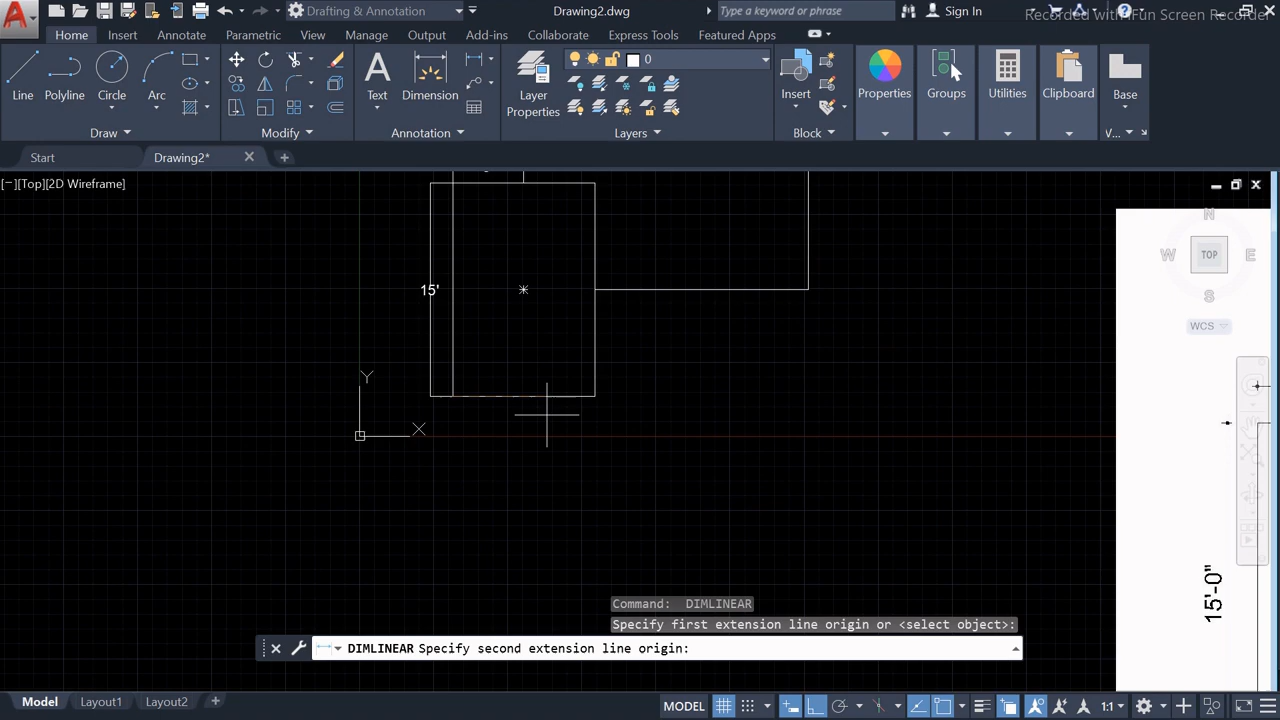 Drafting & Annotation
Drawing2.dwg
Type a keyword or phrase
Sign In
Recorded with iFun Screen Recorder
Home Insert Annotate Parametric View Manage Output Add-ins Collaborate Express Tools Featured Apps
0
Line Polyline Circle Arc
Text Dimension
Layer
Properties
Insert
Properties Groups Utilities Clipboard Base
Draw Modify Annotation Layers Block V...
Start Drawing2*
[−][Top][2D Wireframe]
N
W TOP E
S
WCS
15'
Y
X
15'-0"
Command: DIMLINEAR
Specify first extension line origin or <select object>:
DIMLINEAR Specify second extension line origin:
Model Layout1 Layout2
MODEL 1:1